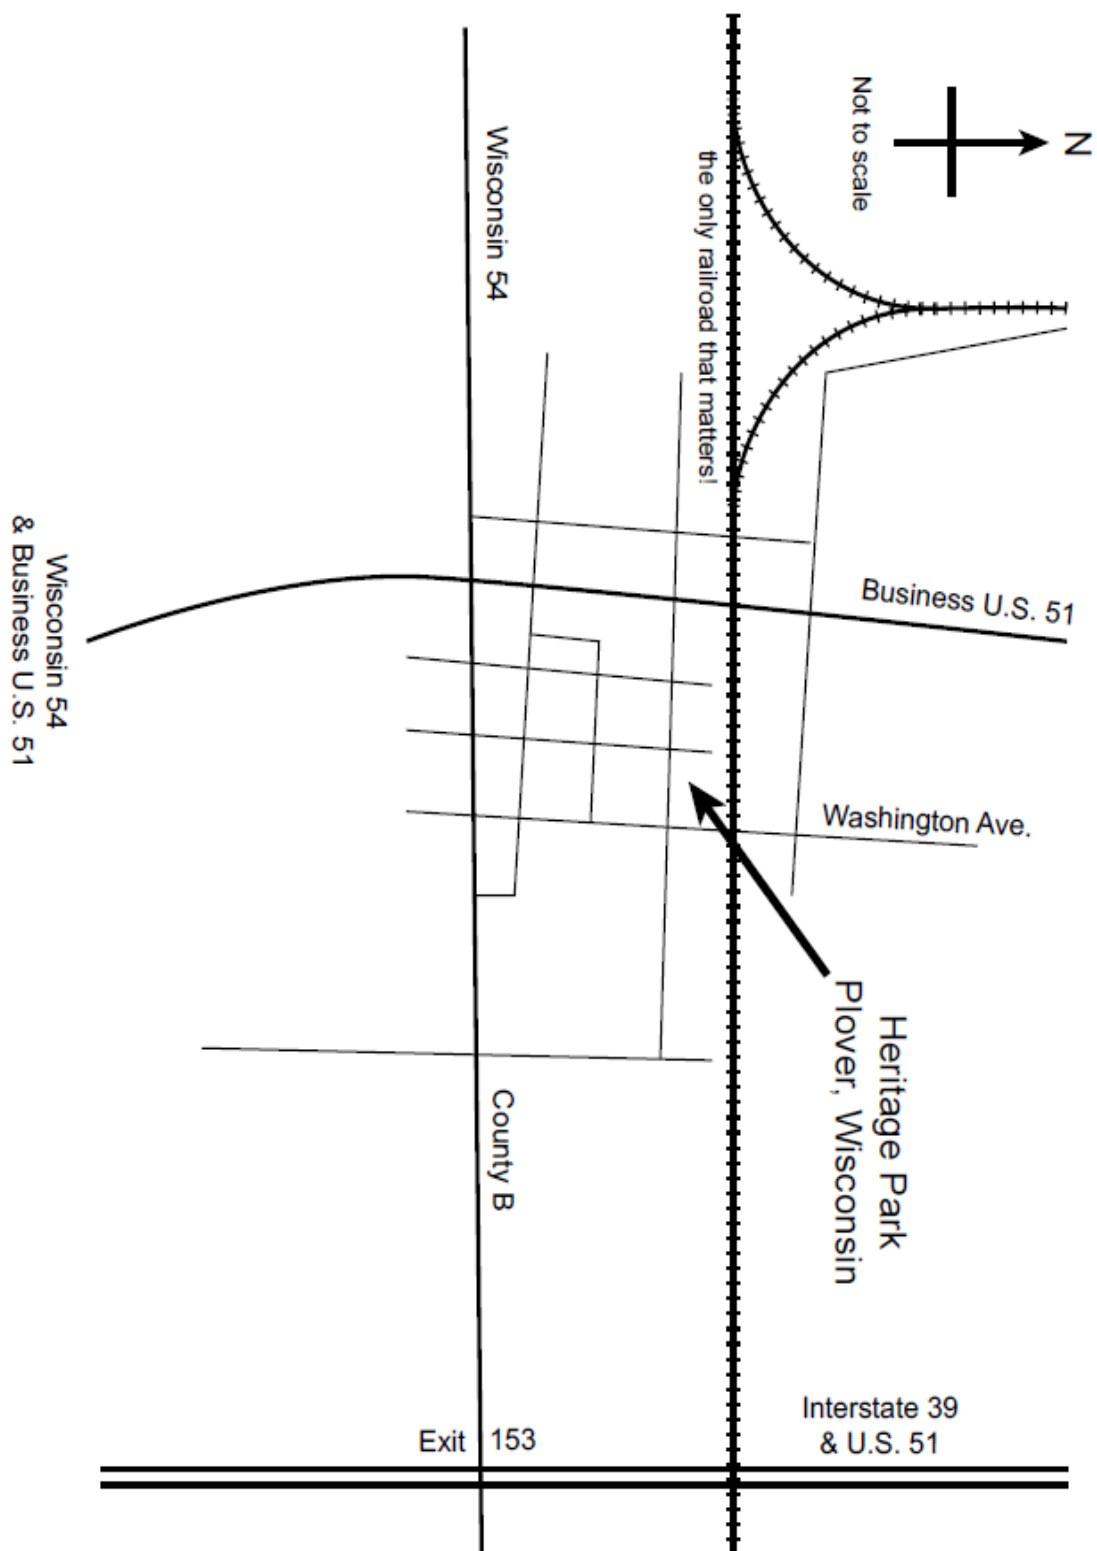 N
Not to scale
the only railroad that matters!
Wisconsin 54
Business U.S. 51
Wisconsin 54
& Business U.S. 51
Washington Ave.
Heritage Park
Plover, Wisconsin
County B
Interstate 39
& U.S. 51
Exit 153